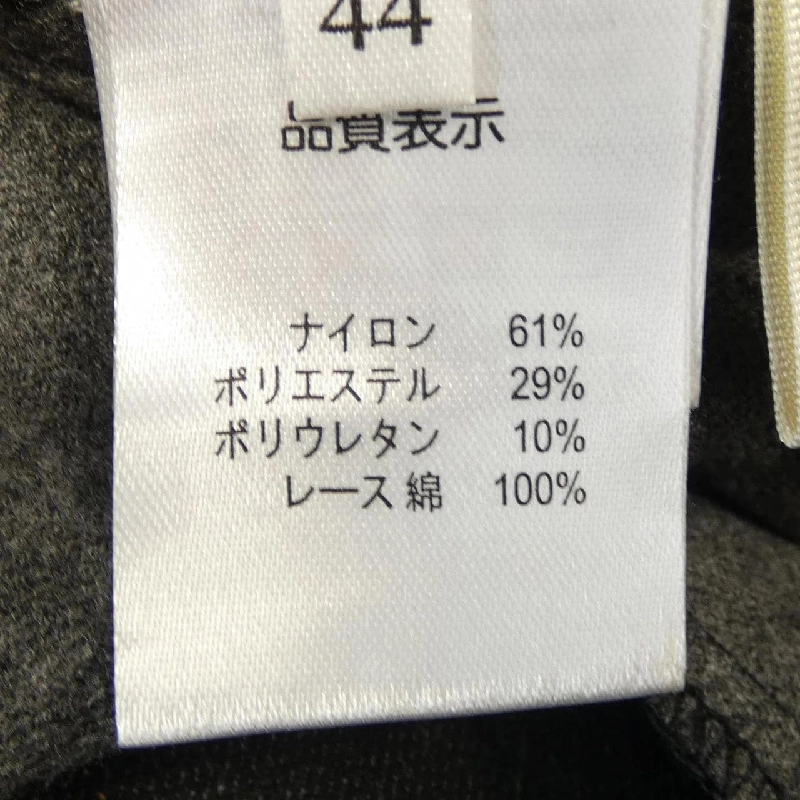 44
品質表示
ナイロン 61%
ポリエステル 29%
ポリウレタン 10%
レース 綿 100%